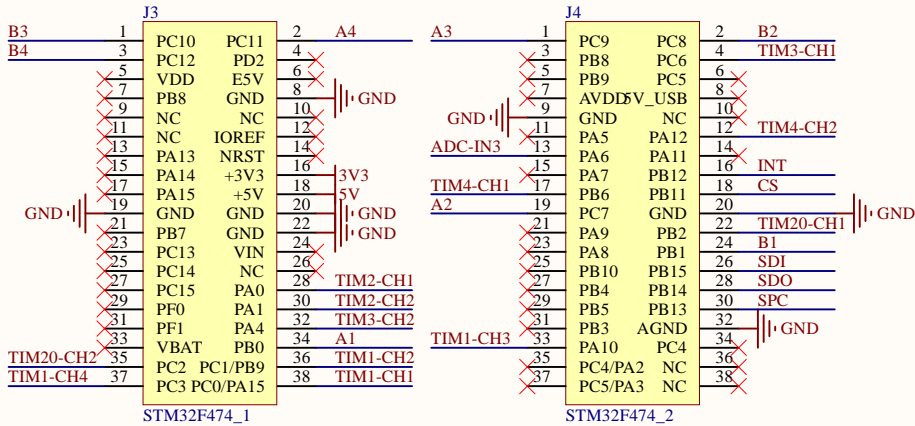 J3 J4
B3 1 PC10 PC11 2 A4 A3 1 PC9 PC8 2 B2
B4 3 PC12 PD2 4 3 PB8 PC6 4 TIM3-CH1
5 VDD E5V 6 5 PB9 PC5 6
7 PB8 GND 8 GND 7 AVDD 5V_USB 8
9 NC NC 10 GND 9 GND NC 10
11 NC IOREF 12 11 PA5 PA12 12 TIM4-CH2
13 PA13 NRST 14 ADC-IN3 13 PA6 PA11 14
15 PA14 +3V3 16 3V3 15 PA7 PB12 16 INT
17 PA15 +5V 18 5V TIM4-CH1 17 PB6 PB11 18 CS
GND 19 GND GND 20 GND A2 19 PC7 GND 20 GND
21 PB7 GND 22 GND 21 PA9 PB2 22 TIM20-CH1
23 PC13 VIN 24 23 PA8 PB1 24 B1
25 PC14 NC 26 25 PB10 PB15 26 SDI
27 PC15 PA0 28 TIM2-CH1 27 PB4 PB14 28 SDO
29 PF0 PA1 30 TIM2-CH2 29 PB5 PB13 30 SPC
31 PF1 PA4 32 TIM3-CH2 31 PB3 AGND 32 GND
33 VBAT PB0 34 A1 TIM1-CH3 33 PA10 PC4 34
TIM20-CH2 35 PC2 PC1/PB9 36 TIM1-CH2 35 PC4/PA2 NC 36
TIM1-CH4 37 PC3 PC0/PA15 38 TIM1-CH1 37 PC5/PA3 NC 38
STM32F474_1 STM32F474_2